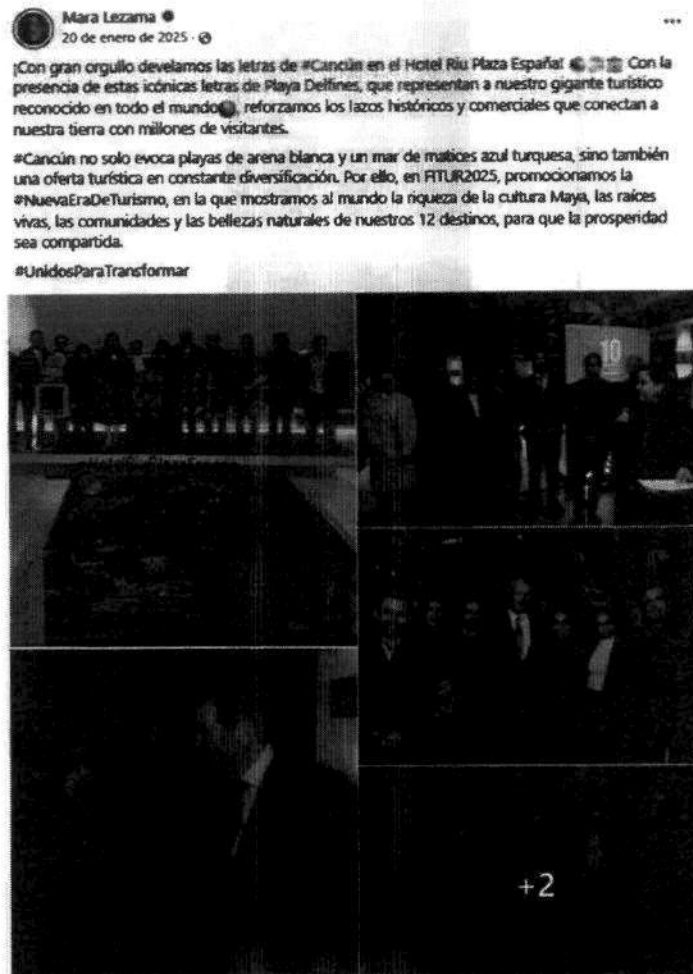 Mara Lezama
20 de enero de 2025 ·
¡Con gran orgullo develamos las letras de #Cancún en el Hotel Riu Plaza España! Con la
presencia de estas icónicas letras de Playa Delfines, que representan a nuestro gigante turístico
reconocido en todo el mundo, reforzamos los lazos históricos y comerciales que conectan a
nuestra tierra con millones de visitantes.
#Cancún no solo evoca playas de arena blanca y un mar de matices azul turquesa, sino también
una oferta turística en constante diversificación. Por ello, en FITUR2025, promocionamos la
#NuevaEraDeTurismo, en la que mostramos al mundo la riqueza de la cultura Maya, las raíces
vivas, las comunidades y las bellezas naturales de nuestros 12 destinos, para que la prosperidad
sea compartida.
#UnidosParaTransformar
10
+2